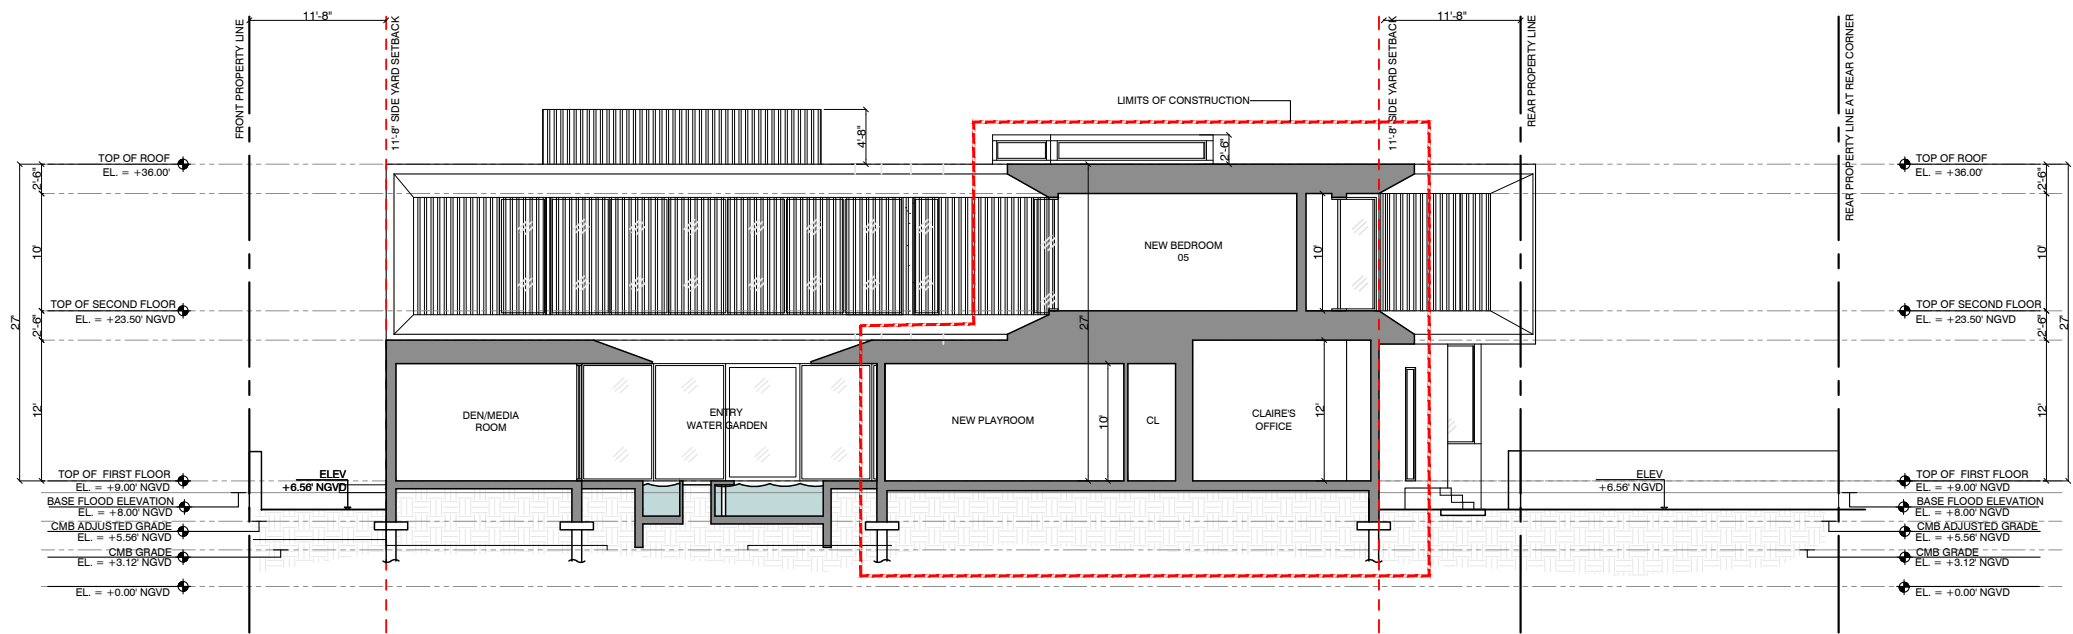 11'-8"
11'-8"
FRONT PROPERTY LINE
11'-8' SIDE YARD SETBACK
11'-8' SIDE YARD SETBACK
REAR PROPERTY LINE
REAR PROPERTY LINE AT REAR CORNER
LIMITS OF CONSTRUCTION
4'-8"
2'-6"
TOP OF ROOF
EL. = +36.00'
TOP OF ROOF
EL. = +36.00'
2'-6"
2'-6"
10'
NEW BEDROOM
05
10'
10'
TOP OF SECOND FLOOR
EL. = +23.50' NGVD
TOP OF SECOND FLOOR
EL. = +23.50' NGVD
27'
2'-6"
27'
2'-6"
27'
12'
DEN/MEDIA
ROOM
ENTRY
WATER GARDEN
NEW PLAYROOM
10'
CL
CLAIRE'S
OFFICE
12'
12'
TOP OF FIRST FLOOR
EL. = +9.00' NGVD
ELEV
+6.56' NGVD
ELEV
+6.56' NGVD
TOP OF FIRST FLOOR
EL. = +9.00' NGVD
BASE FLOOD ELEVATION
EL. = +8.00' NGVD
BASE FLOOD ELEVATION
EL. = +8.00' NGVD
CMB ADJUSTED GRADE
EL. = +5.56' NGVD
CMB ADJUSTED GRADE
EL. = +5.56' NGVD
CMB GRADE
EL. = +3.12' NGVD
CMB GRADE
EL. = +3.12' NGVD
EL. = +0.00' NGVD
EL. = +0.00' NGVD